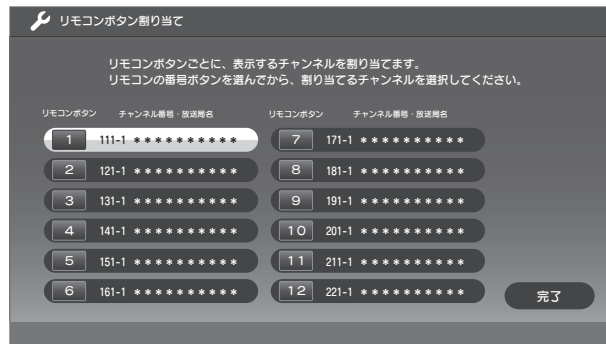 リモコンボタン割り当て
リモコンボタンごとに、表示するチャンネルを割り当てます。
リモコンの番号ボタンを選んでから、割り当てるチャンネルを選択してください。
リモコンボタン チャンネル番号・放送局名 リモコンボタン チャンネル番号・放送局名
1 111-1 ＊＊＊＊＊＊＊＊＊＊ 7 171-1 ＊＊＊＊＊＊＊＊＊＊
2 121-1 ＊＊＊＊＊＊＊＊＊＊ 8 181-1 ＊＊＊＊＊＊＊＊＊＊
3 131-1 ＊＊＊＊＊＊＊＊＊＊ 9 191-1 ＊＊＊＊＊＊＊＊＊＊
4 141-1 ＊＊＊＊＊＊＊＊＊＊ 10 201-1 ＊＊＊＊＊＊＊＊＊＊
5 151-1 ＊＊＊＊＊＊＊＊＊＊ 11 211-1 ＊＊＊＊＊＊＊＊＊＊
6 161-1 ＊＊＊＊＊＊＊＊＊＊ 12 221-1 ＊＊＊＊＊＊＊＊＊＊
完了